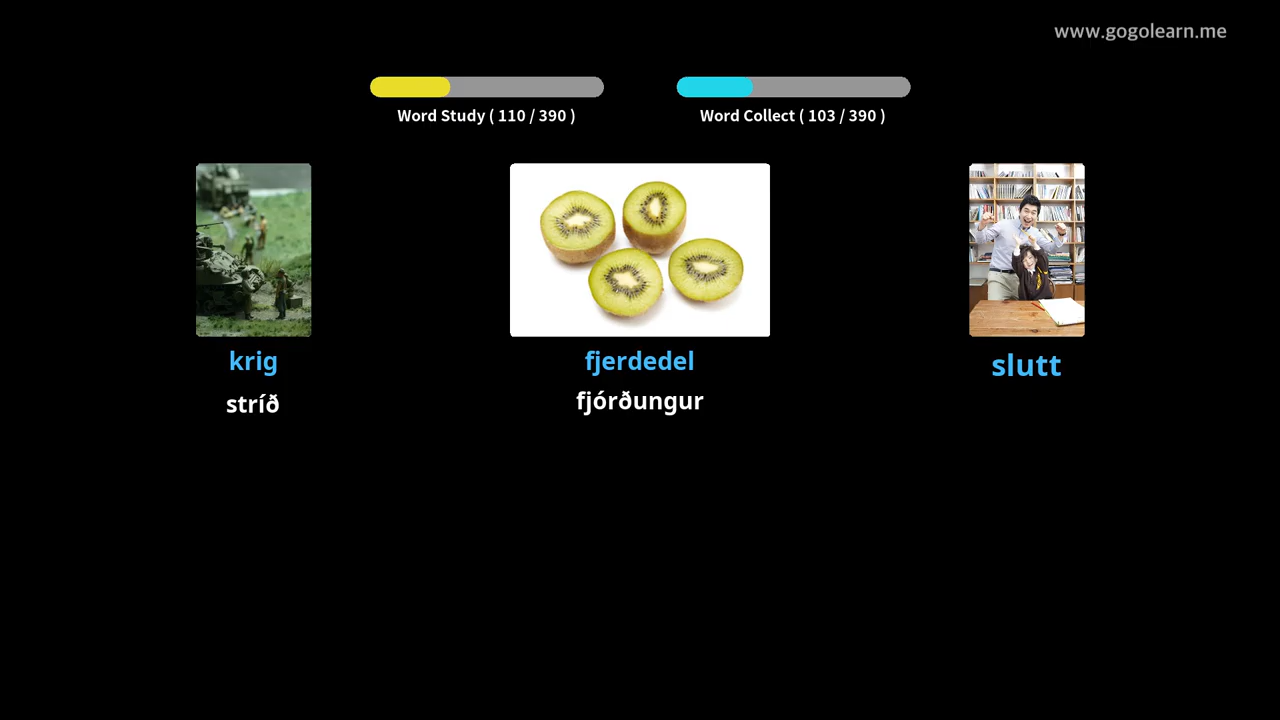 www.gogolearn.me
Word Study ( 110 / 390 )
Word Collect ( 103 / 390 )
krig
fjerdedel
slutt
stríð
fjórðungur